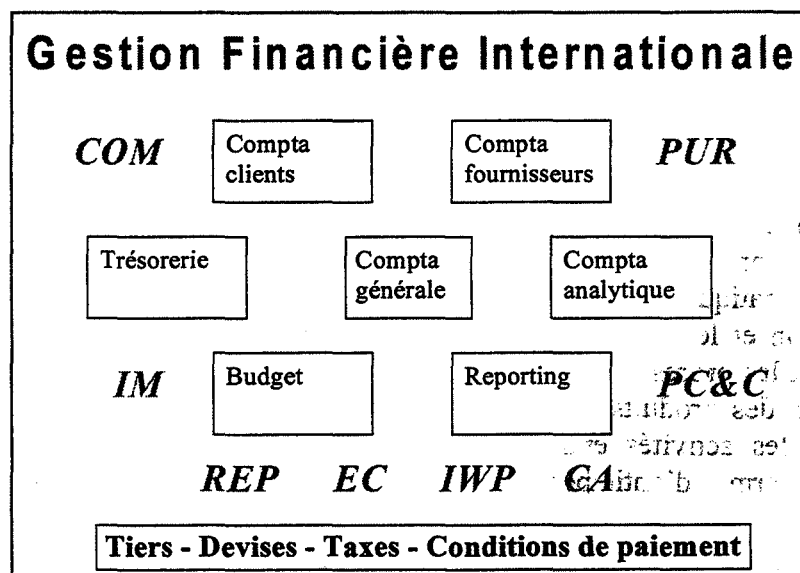 Gestion Financière Internationale
COM
Compta
clients
Compta
fournisseurs
PUR
Trésorerie
Compta
générale
Compta
analytique
IM
Budget
Reporting
PC&C
REP EC IWP CA
Tiers - Devises - Taxes - Conditions de paiement